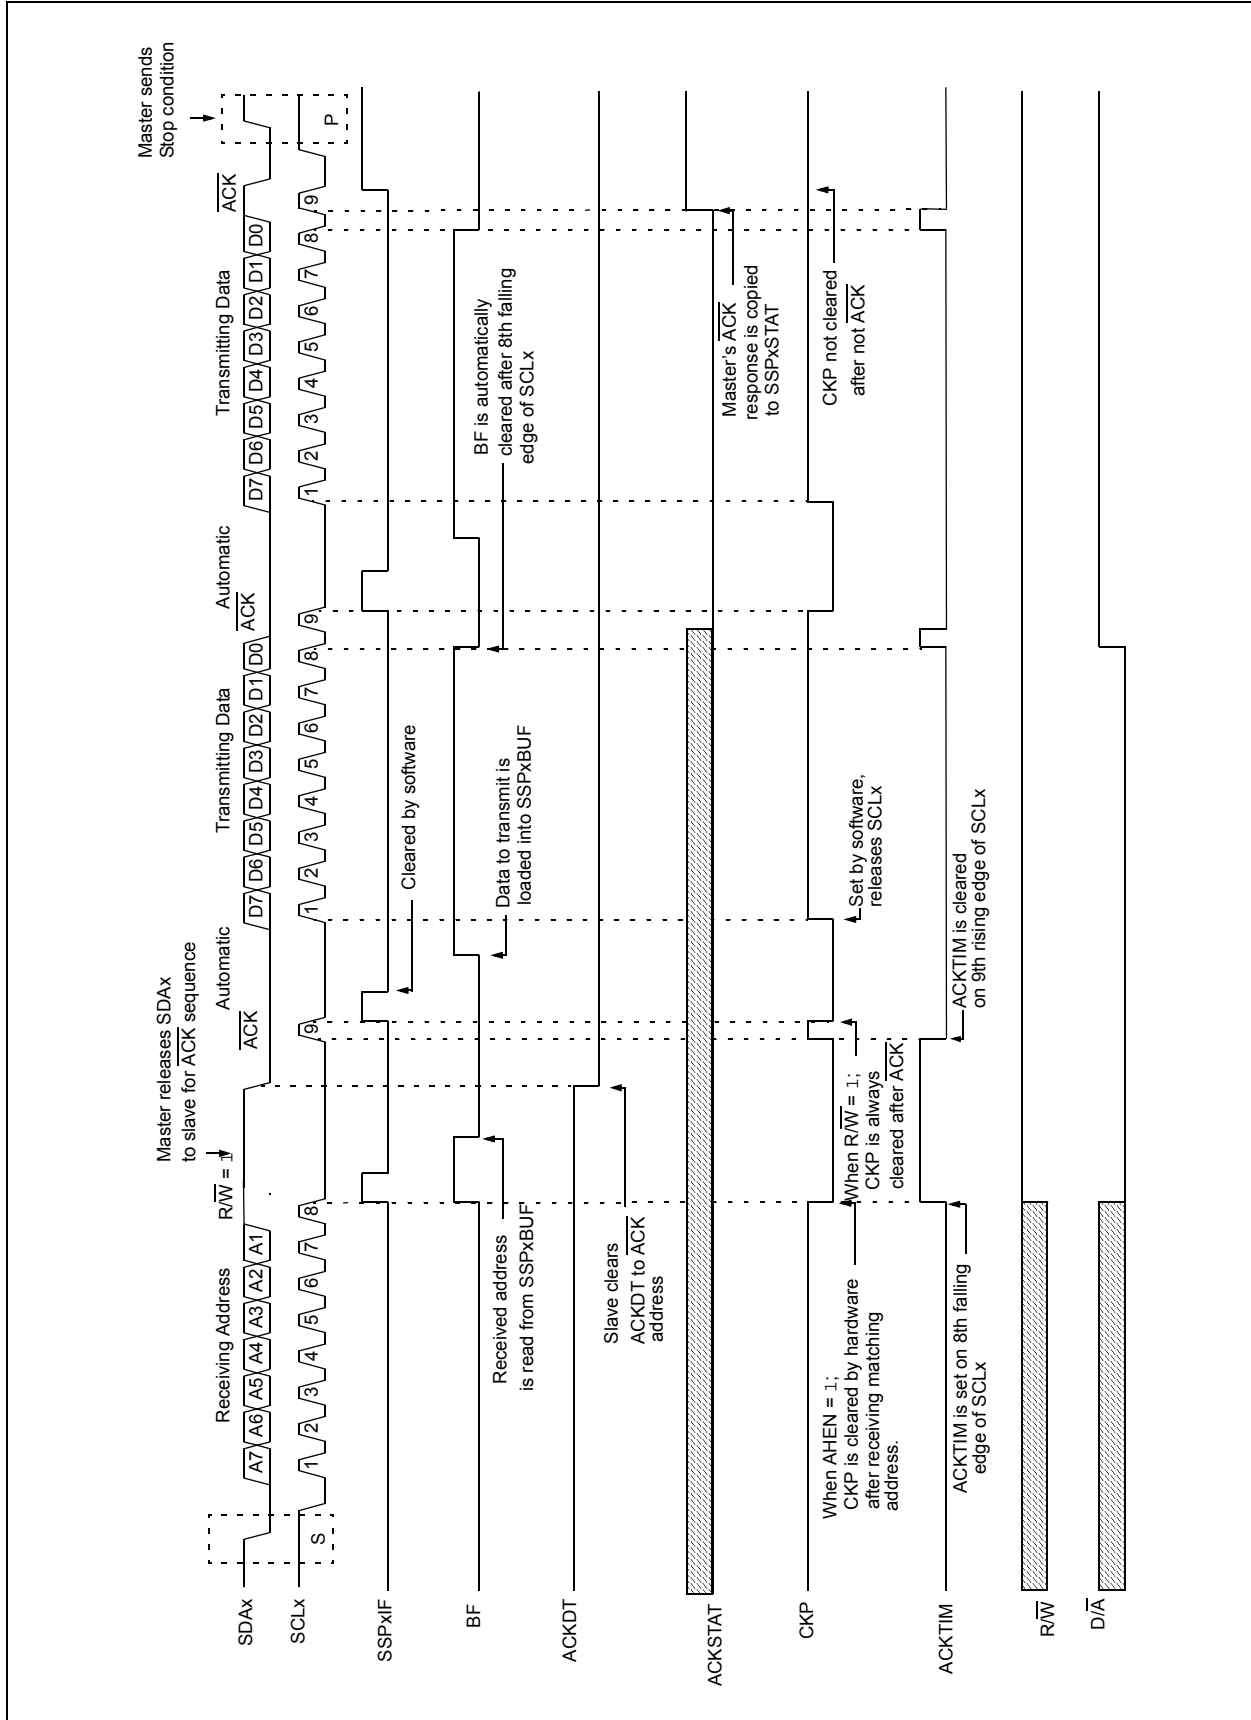 Master releases SDAx
to slave for ACK sequence
Master sends
Stop condition
Receiving Address
R/W = 1
ACK
Automatic
Transmitting Data
ACK
Automatic
Transmitting Data
ACK
SDAx
A7 A6 A5 A4 A3 A2 A1
D7 D6 D5 D4 D3 D2 D1 D0
D7 D6 D5 D4 D3 D2 D1 D0
SCLx
S
1 2 3 4 5 6 7 8 9
1 2 3 4 5 6 7 8 9
1 2 3 4 5 6 7 8 9
P
SSPxIF
Cleared by software
BF
Received address
is read from SSPxBUF
Data to transmit is
loaded into SSPxBUF
BF is automatically
cleared after 8th falling
edge of SCLx
ACKDT
Slave clears
ACKDT to ACK
address
ACKSTAT
Master's ACK
response is copied
to SSPxSTAT
CKP
When AHEN = 1;
CKP is cleared by hardware
after receiving matching
address.
When R/W = 1;
CKP is always
cleared after ACK
Set by software,
releases SCLx
CKP not cleared
after not ACK
ACKTIM
ACKTIM is set on 8th falling
edge of SCLx
ACKTIM is cleared
on 9th rising edge of SCLx
R/W
D/A